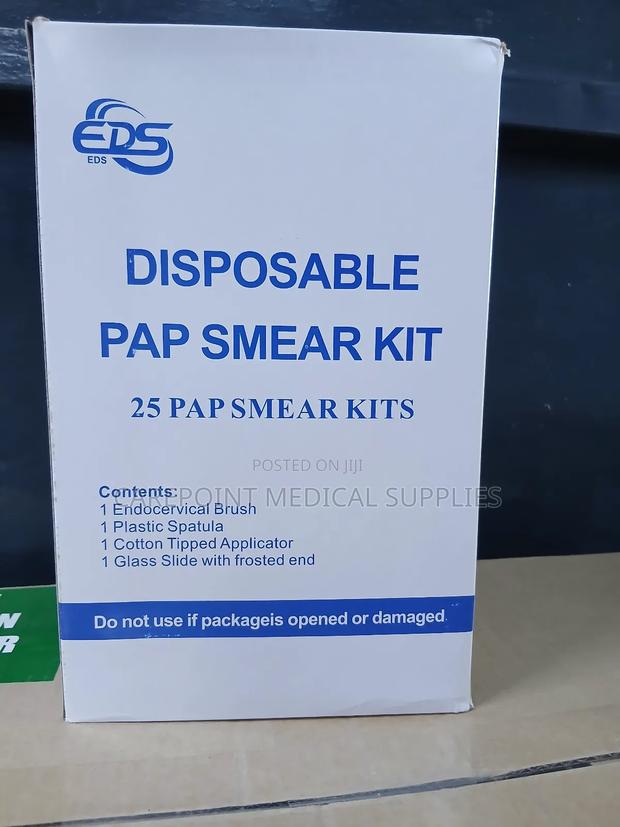 EDS
EDS
DISPOSABLE
PAP SMEAR KIT
25 PAP SMEAR KITS
POSTED ON JIJI
CAREPOINT MEDICAL SUPPLIES
Contents:
1 Endocervical Brush
1 Plastic Spatula
1 Cotton Tipped Applicator
1 Glass Slide with frosted end
Do not use if packageis opened or damaged